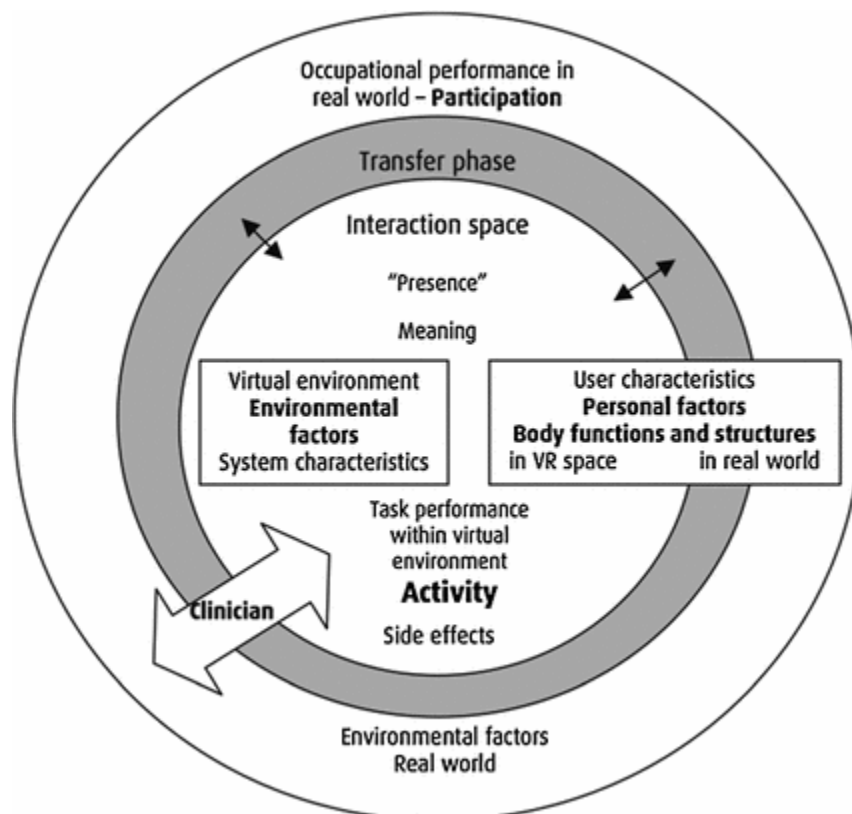 Occupational performance in
real world – Participation
Transfer phase
Interaction space
“Presence”
Meaning
Virtual environment
Environmental
factors
System characteristics
User characteristics
Personal factors
Body functions and structures
in VR space in real world
Task performance
within virtual
environment
Activity
Clinician
Side effects
Environmental factors
Real world